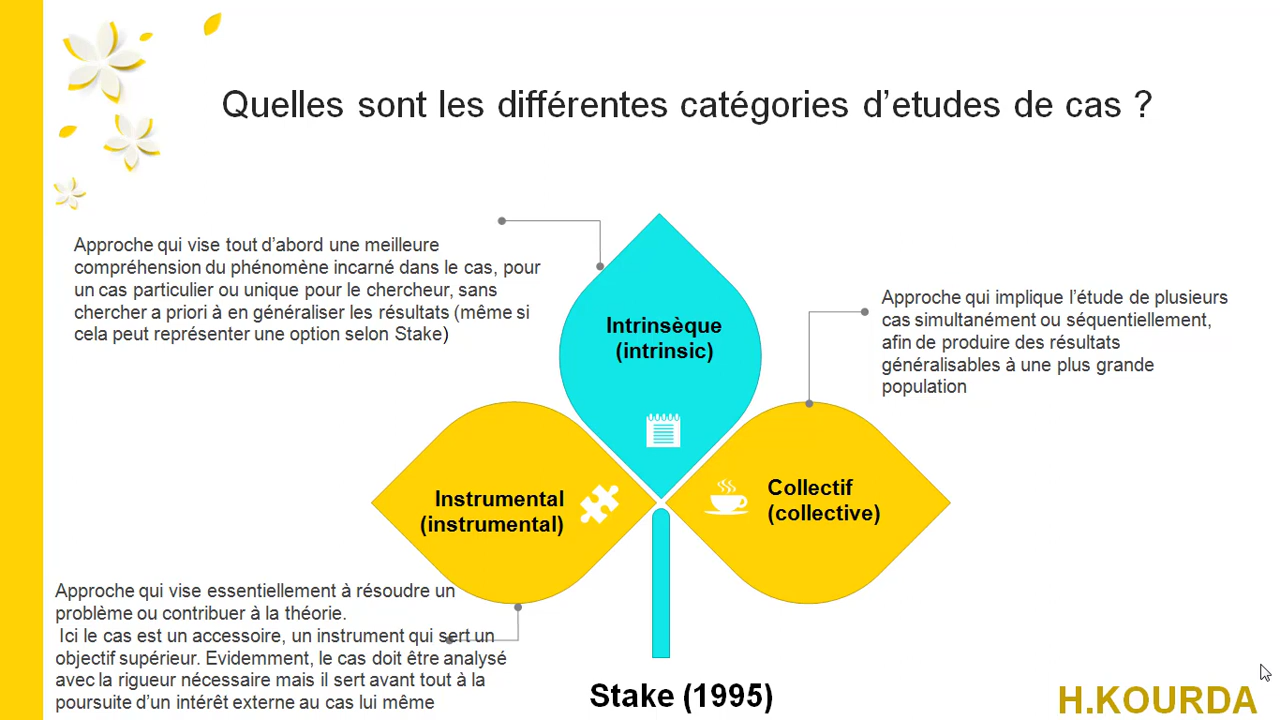 Quelles sont les différentes catégories d’etudes de cas ?
Approche qui vise tout d’abord une meilleure
compréhension du phénomène incarné dans le cas, pour
un cas particulier ou unique pour le chercheur, sans
chercher a priori à en généraliser les résultats (même si
cela peut représenter une option selon Stake)
Intrinsèque
(intrinsic)
Approche qui implique l’étude de plusieurs
cas simultanément ou séquentiellement,
afin de produire des résultats
généralisables à une plus grande
population
Instrumental
(instrumental)
Collectif
(collective)
Approche qui vise essentiellement à résoudre un
problème ou contribuer à la théorie.
Ici le cas est un accessoire, un instrument qui sert un
objectif supérieur. Evidemment, le cas doit être analysé
avec la rigueur nécessaire mais il sert avant tout à la
poursuite d’un intérêt externe au cas lui même
Stake (1995)
H.KOURDA